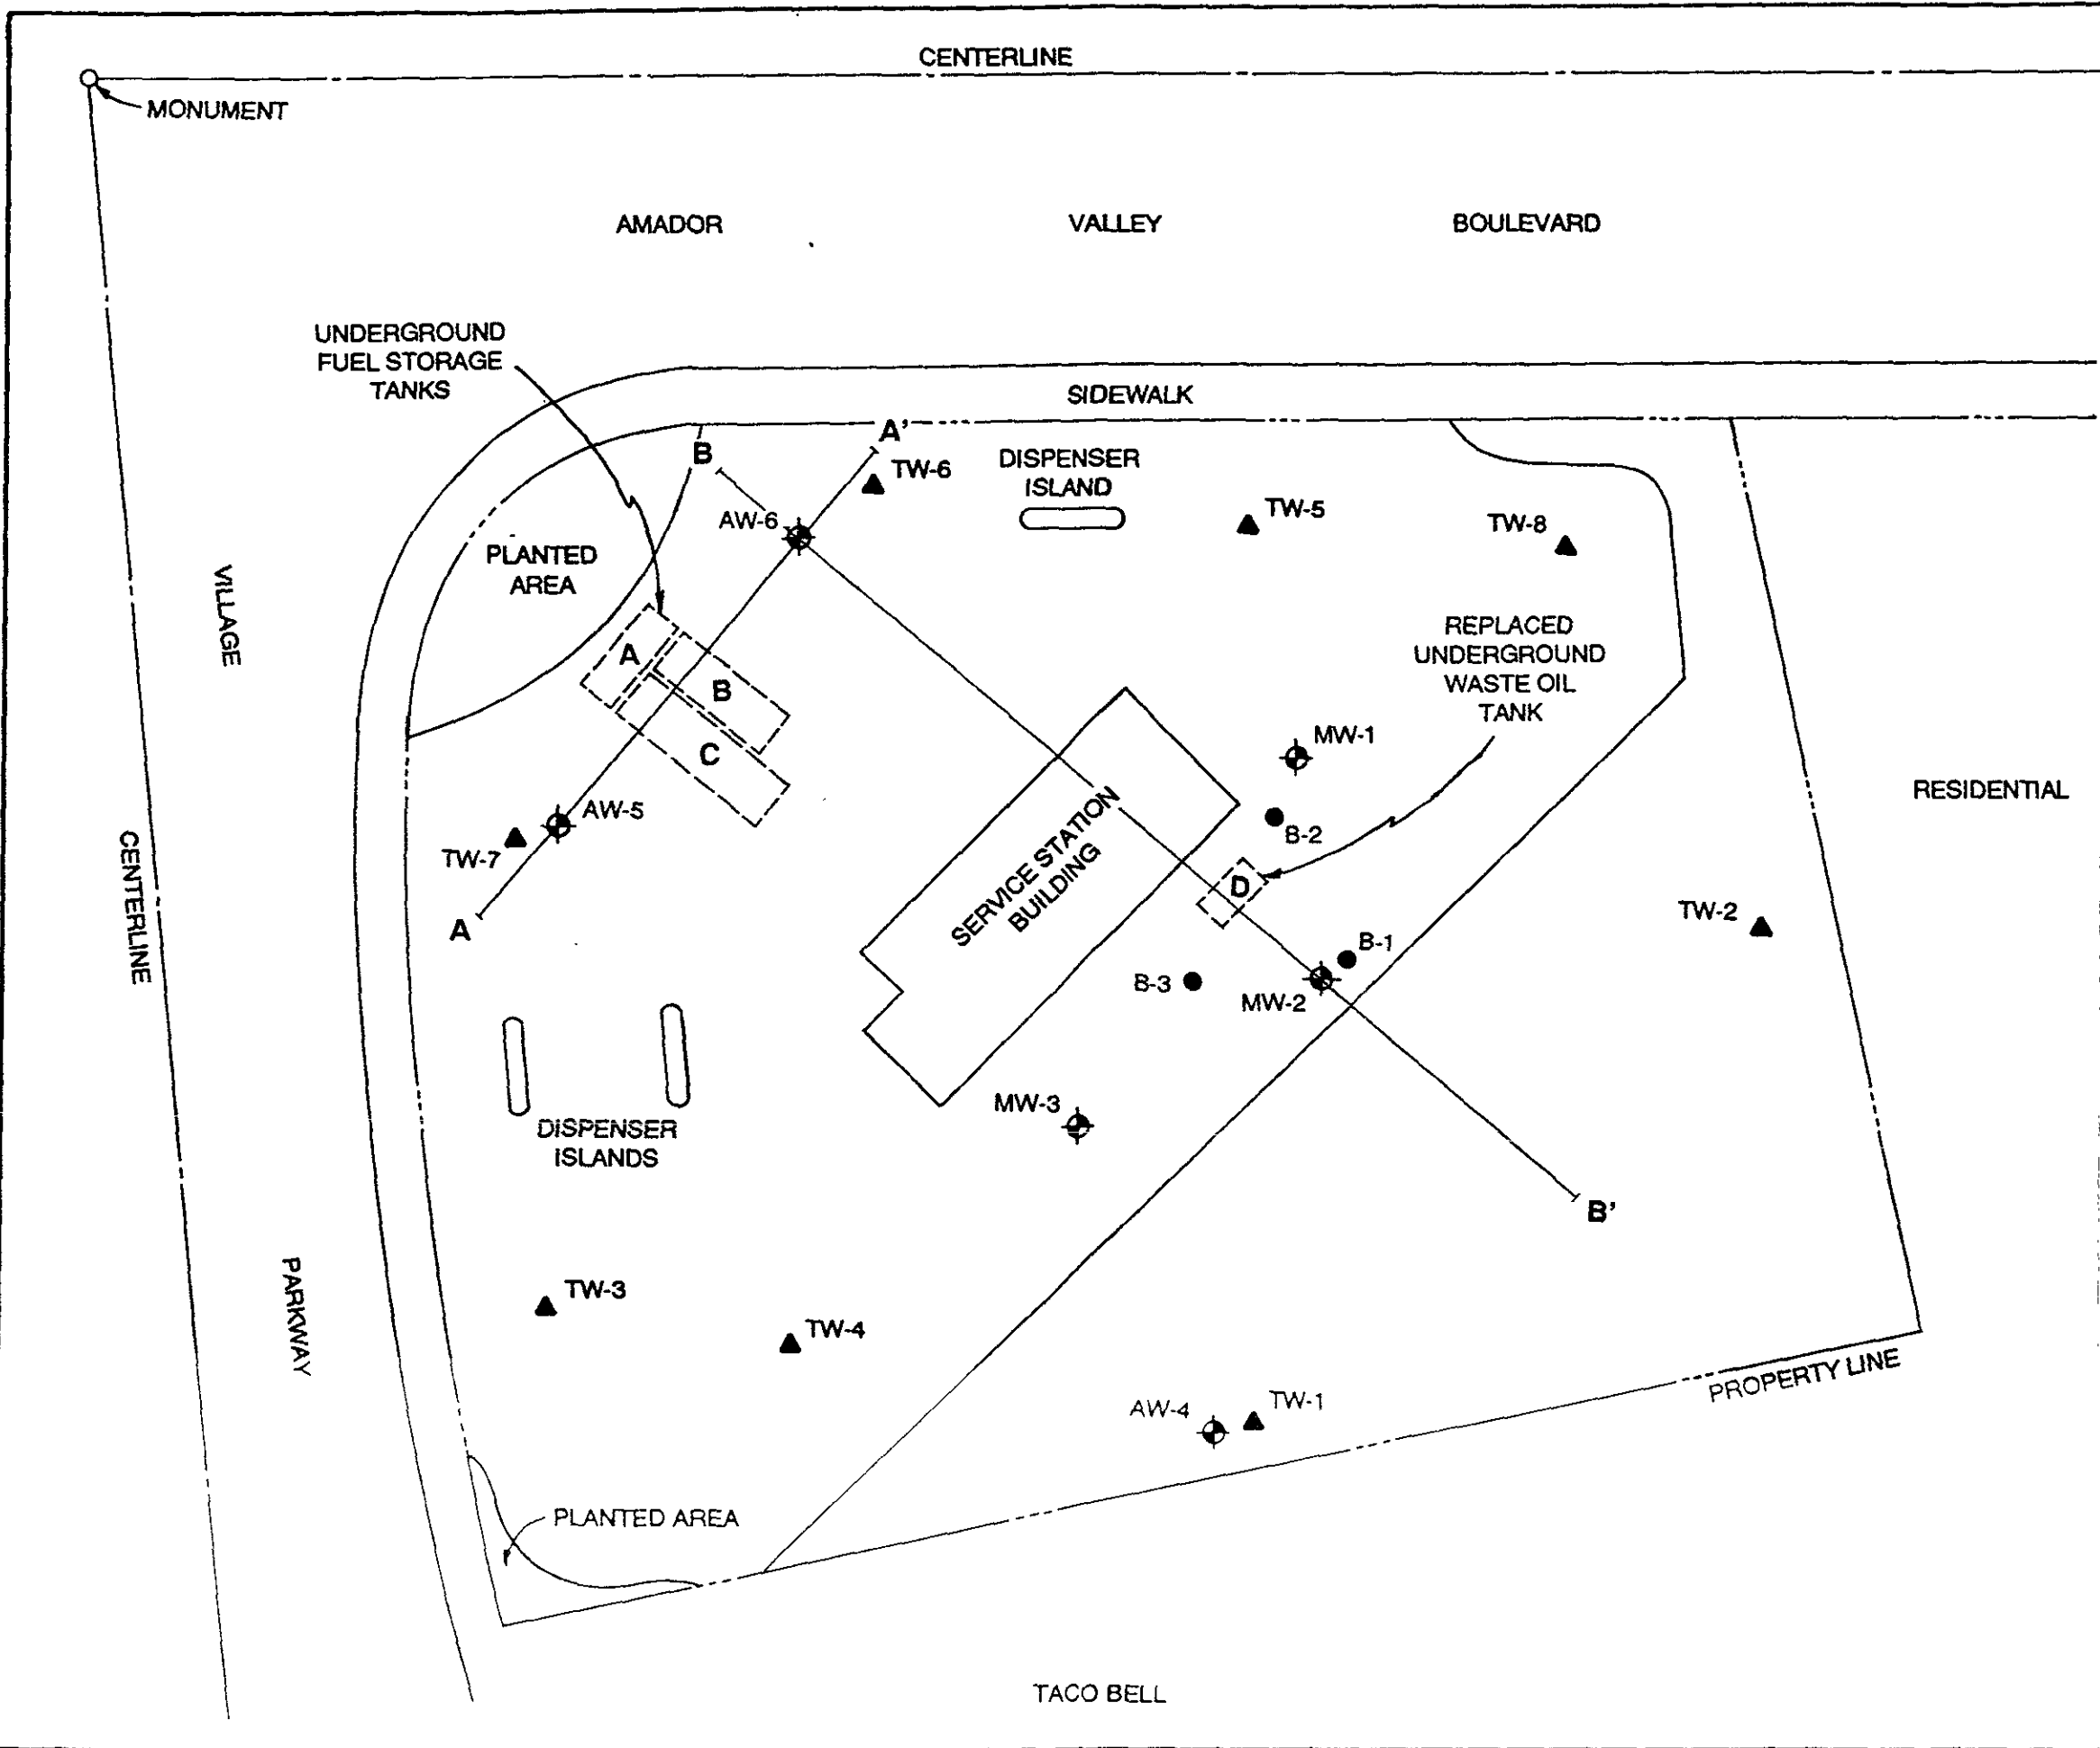 CENTERLINE
MONUMENT
AMADOR VALLEY BOULEVARD
UNDERGROUND
FUEL STORAGE
TANKS
SIDEWALK
A'
B
TW-6
DISPENSER
ISLAND
TW-5
TW-8
AW-6
PLANTED
AREA
VILLAGE
REPLACED
UNDERGROUND
WASTE OIL
TANK
A
B
C
MW-1
RESIDENTIAL
AW-5
TW-7
B-2
SERVICE STATION
BUILDING
D
CENTERLINE
A
TW-2
B-1
B-3
MW-2
MW-3
DISPENSER
ISLANDS
B'
PARKWAY
TW-3
TW-4
PROPERTY LINE
AW-4
TW-1
PLANTED AREA
TACO BELL